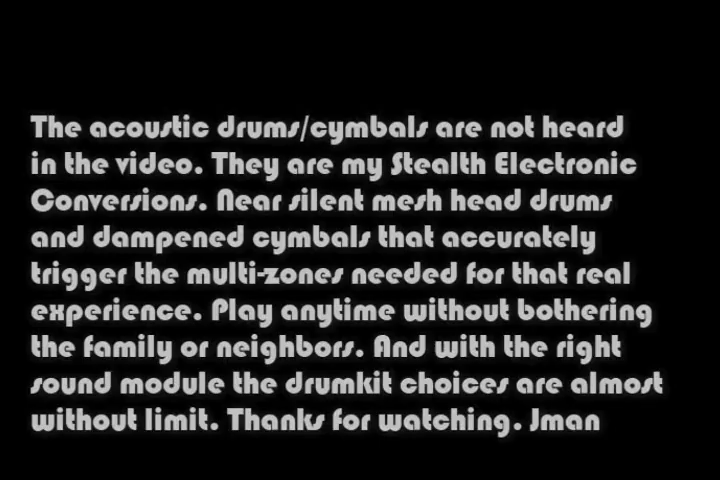 The acoustic drums/cymbals are not heard
in the video. They are my Stealth Electronic
Conversions. Near silent mesh head drums
and dampened cymbals that accurately
trigger the multi-zones needed for that real
experience. Play anytime without bothering
the family or neighbors. And with the right
sound module the drumkit choices are almost
without limit. Thanks for watching. Jman